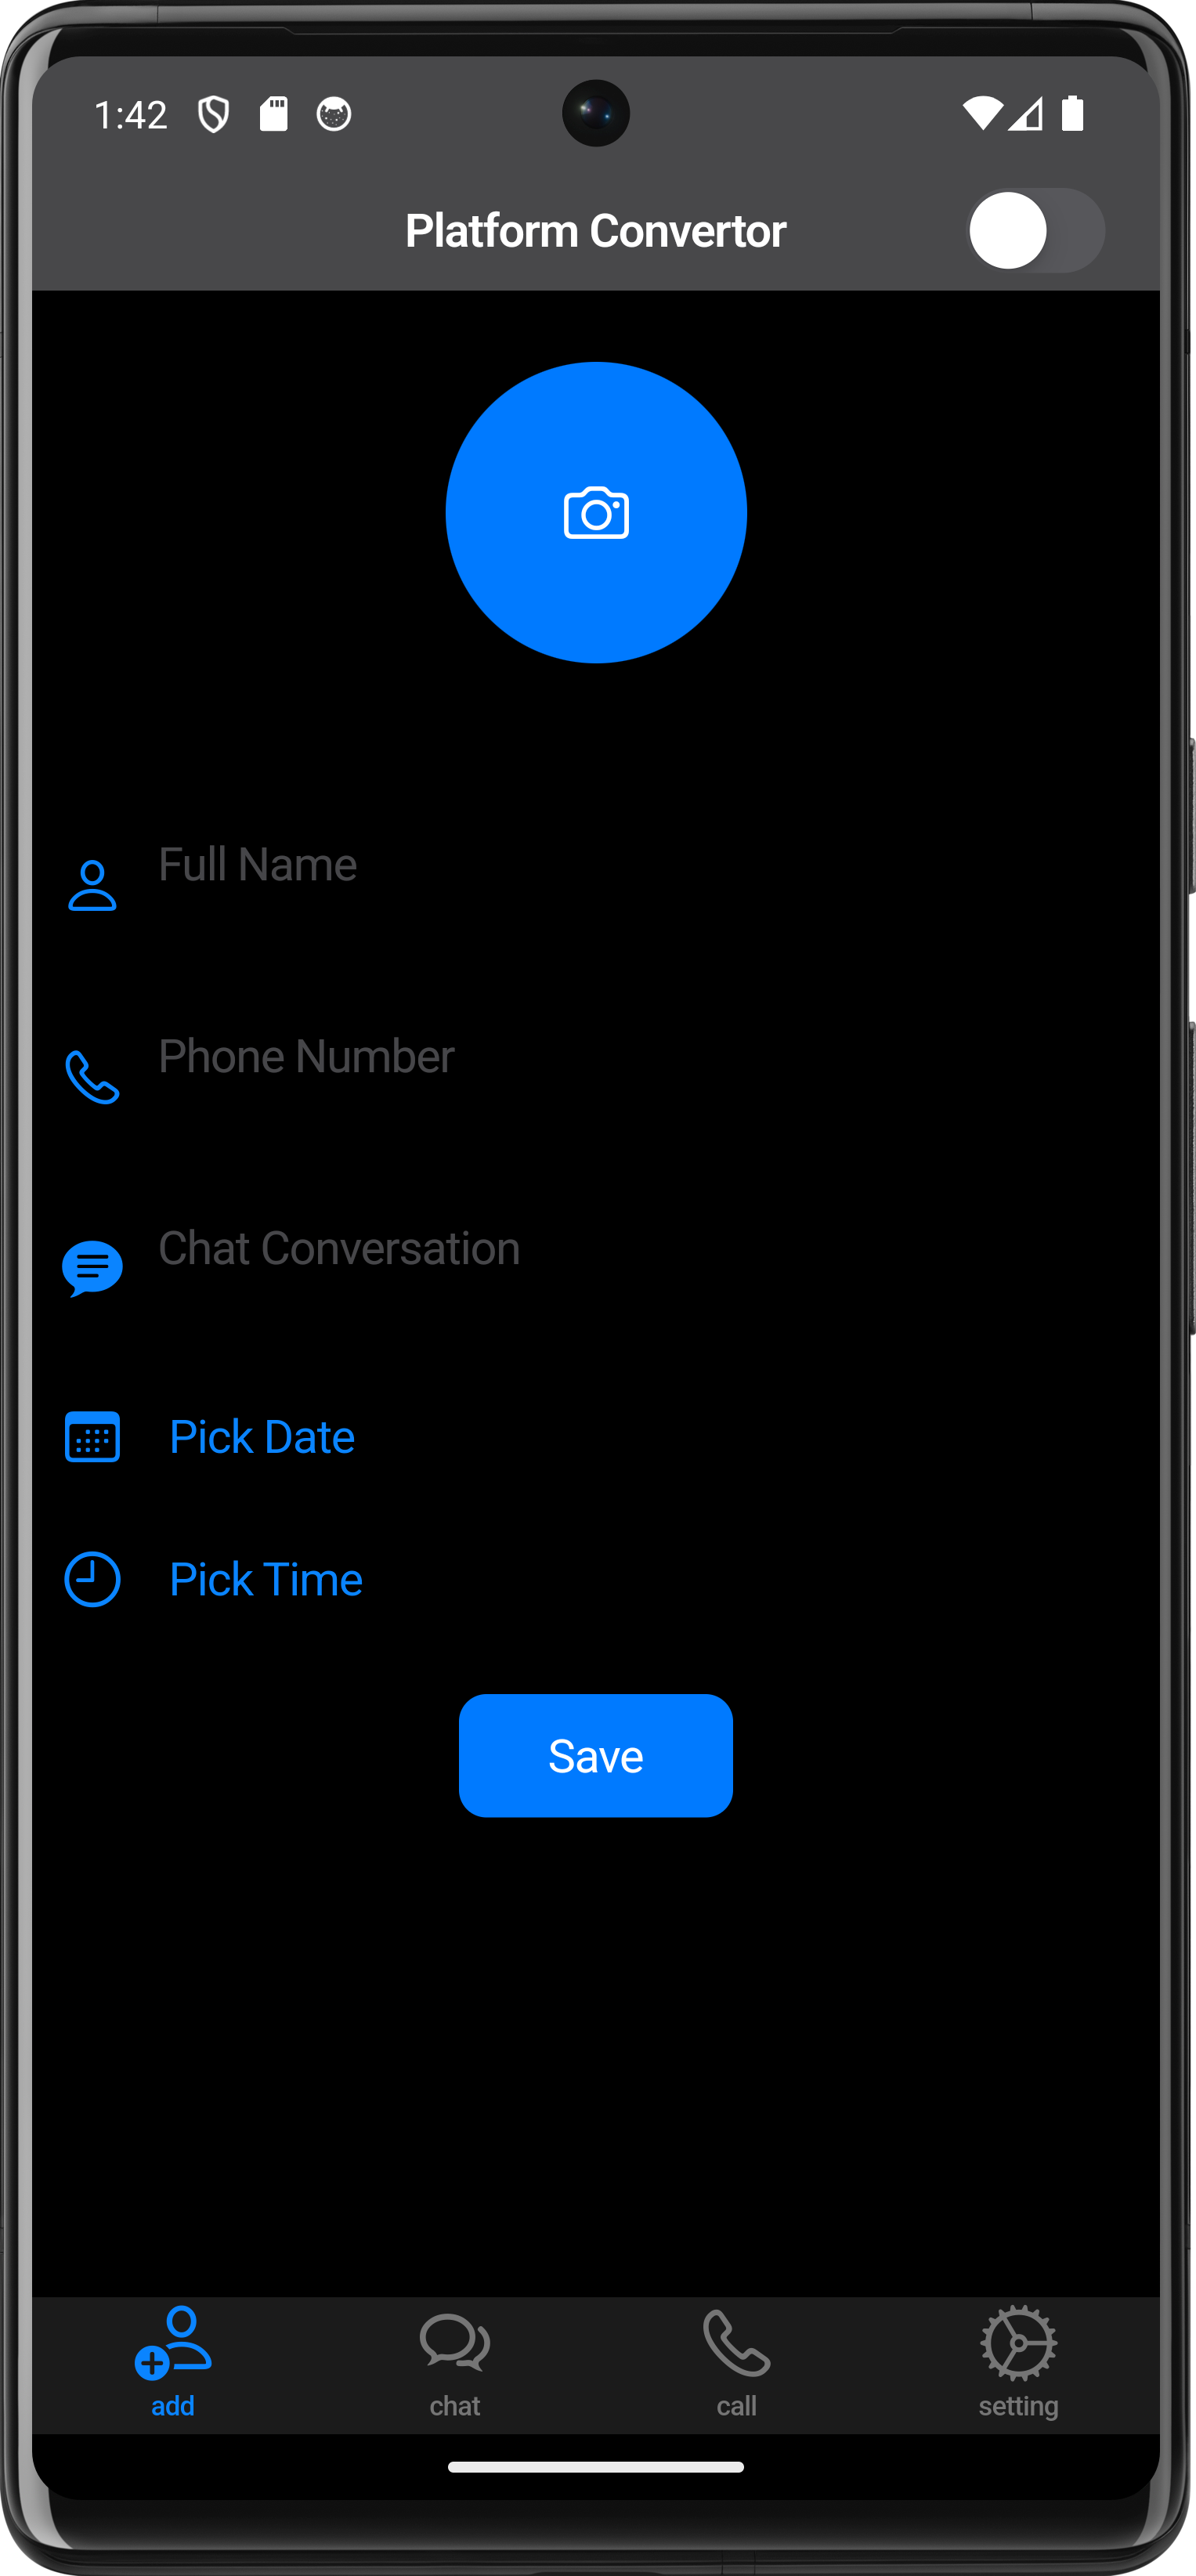 1:42
Platform Convertor
Full Name
Phone Number
Chat Conversation
Pick Date
Pick Time
Save
add
chat
call
setting